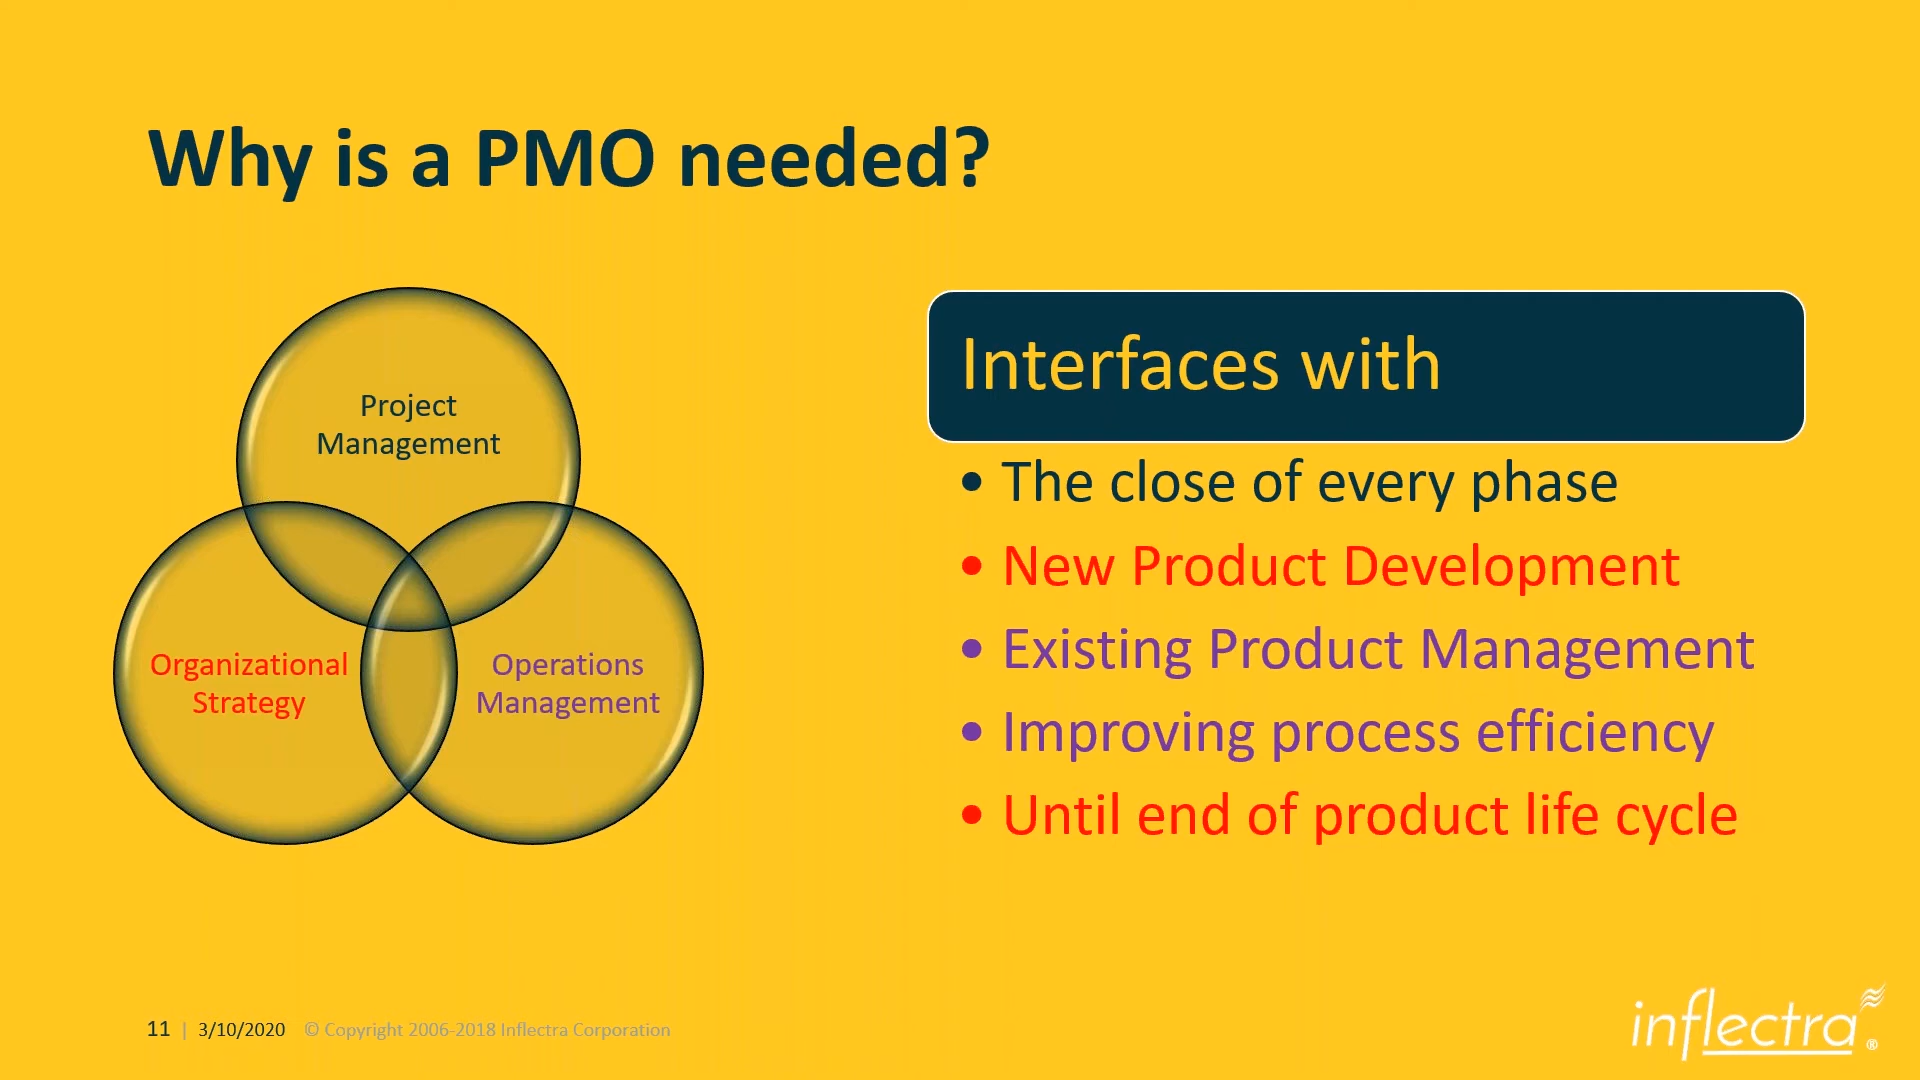 Why is a PMO needed?
Project
Management
Organizational
Strategy
Operations
Management
Interfaces with
• The close of every phase
• New Product Development
• Existing Product Management
• Improving process efficiency
• Until end of product life cycle
11 | 3/10/2020 © Copyright 2006-2018 Inflectra Corporation
inflectra®